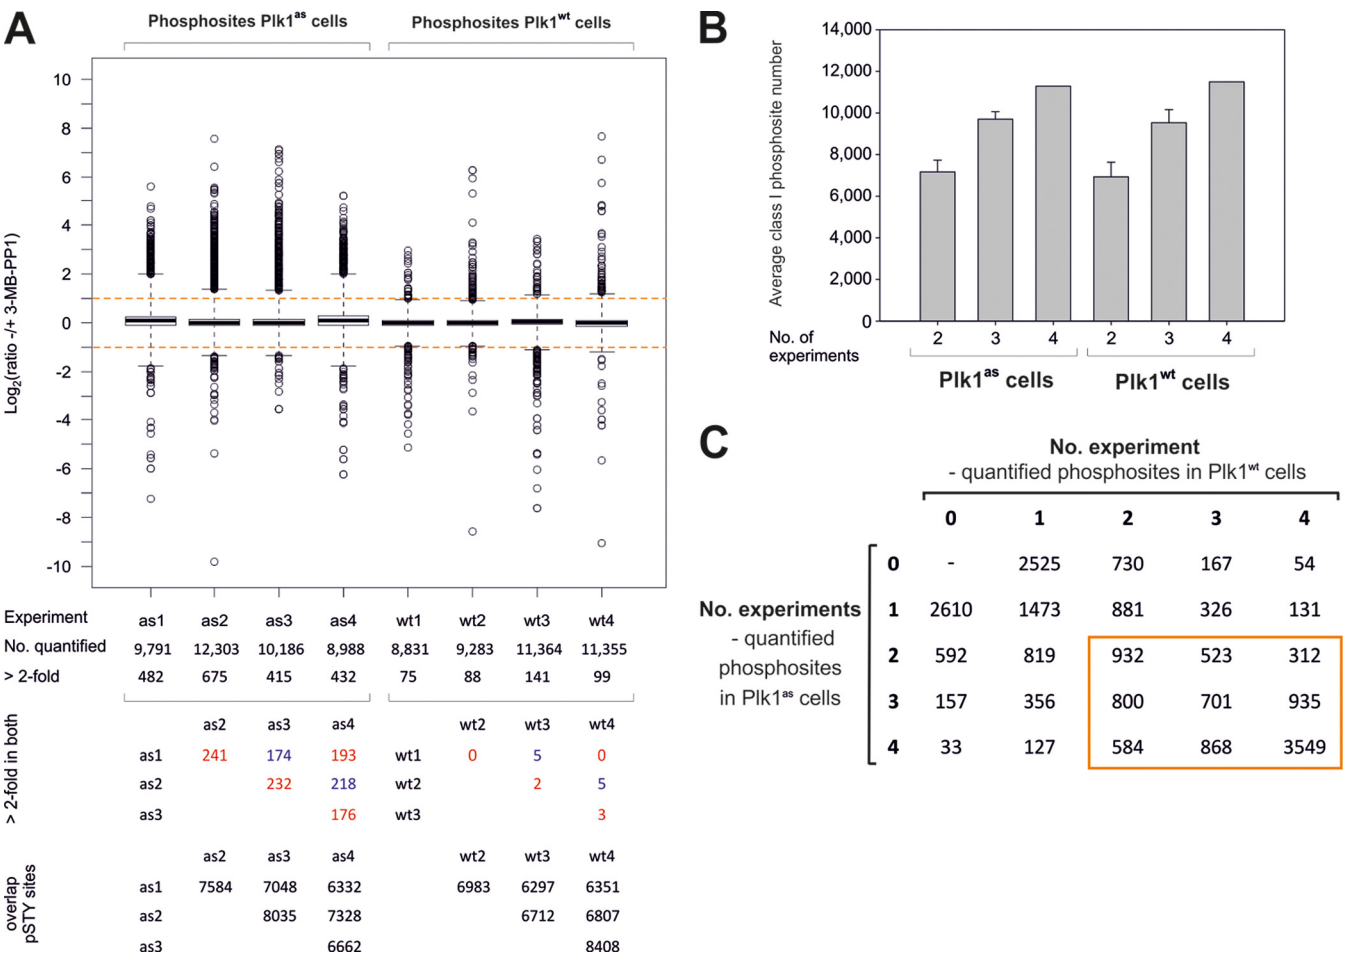 A
Phosphosites Plk1as cells
Phosphosites Plk1wt cells
Log2(ratio -/+ 3-MB-PP1)
10
8
6
4
2
0
-2
-4
-6
-8
-10
Experiment as1 as2 as3 as4 wt1 wt2 wt3 wt4
No. quantified 9,791 12,303 10,186 8,988 8,831 9,283 11,364 11,355
> 2-fold 482 675 415 432 75 88 141 99
> 2-fold in both
as2 as3 as4 wt2 wt3 wt4
as1 241 174 193 wt1 0 5 0
as2 232 218 wt2 2 5
as3 176 wt3 3
overlap
pSTY sites
as2 as3 as4 wt2 wt3 wt4
as1 7584 7048 6332 6983 6297 6351
as2 8035 7328 6712 6807
as3 6662 8408
B
Average class I phosphosite number
14,000
12,000
10,000
8,000
6,000
4,000
2,000
0
No. of
experiments
2 3 4 2 3 4
Plk1as cells Plk1wt cells
C
No. experiment
- quantified phosphosites in Plk1wt cells
0 1 2 3 4
No. experiments
- quantified
phosphosites
in Plk1as cells
0 - 2525 730 167 54
1 2610 1473 881 326 131
2 592 819 932 523 312
3 157 356 800 701 935
4 33 127 584 868 3549